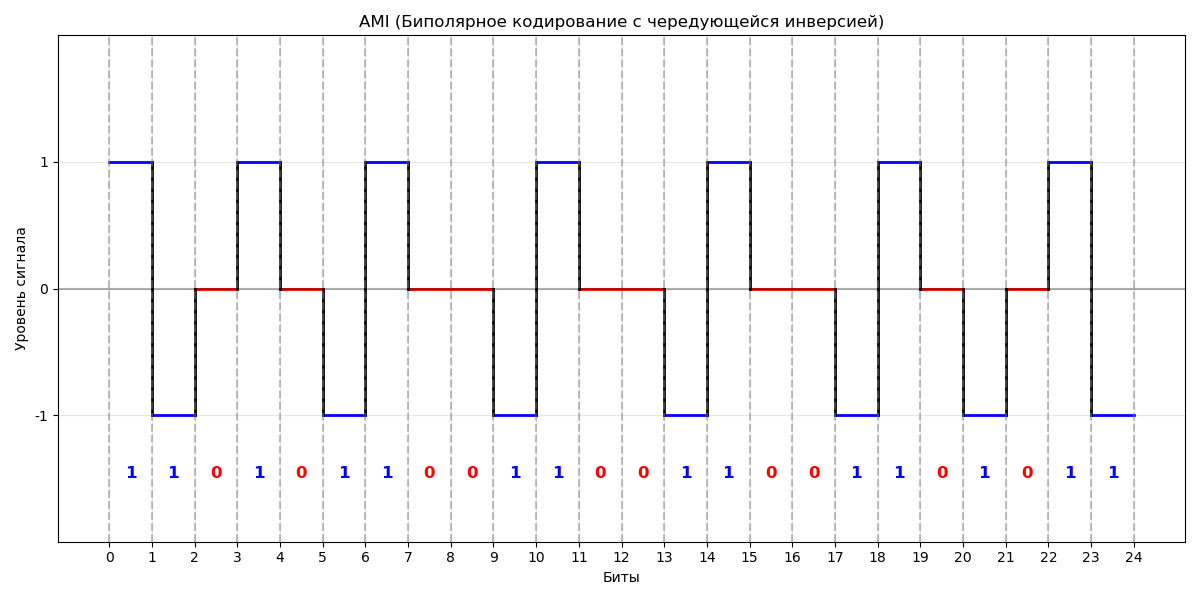 AMI (Биполярное кодирование с чередующейся инверсией)
Уровень сигнала
1
0
-1
1 1 0 1 0 1 1 0 0 1 1 0 0 1 1 0 0 1 1 0 1 0 1 1
0 1 2 3 4 5 6 7 8 9 10 11 12 13 14 15 16 17 18 19 20 21 22 23 24
Биты